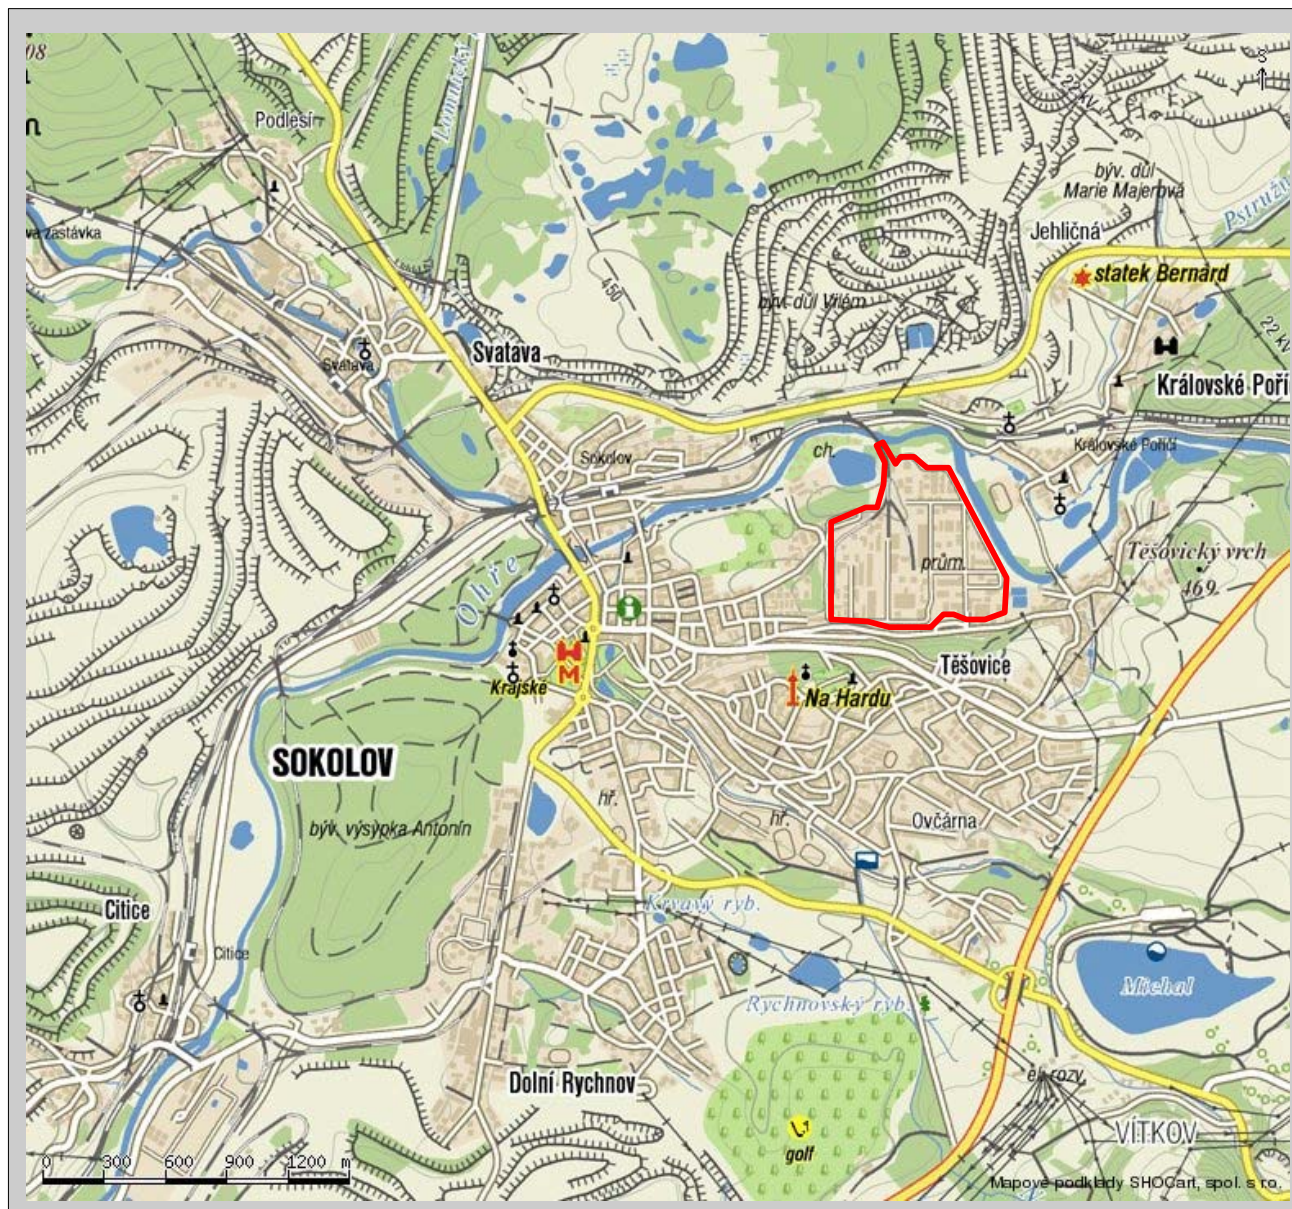 08
n
S
Podlesí
Lomnický
22 kV
býv. důl
Marie Majerová
Jehličná
statek Bernard
450
býv. důl Vilém
22 kV
Svatava
Svatava
Královské Poří
Sokolov
ch.
Královské Poříčí
Těšovický vrch
469
prům.
Ohře
Těšovice
Krajské
Na Hardu
SOKOLOV
hř.
hř.
Ovčárna
býv. výsypka Antonín
Citice
Krvavý ryb.
Citice
Michal
Rychnovský ryb.
el. rozv.
Dolní Rychnov
VÍTKOV
golf
0 300 600 900 1200 m
Mapové podklady SHOCart, spol. s r.o.